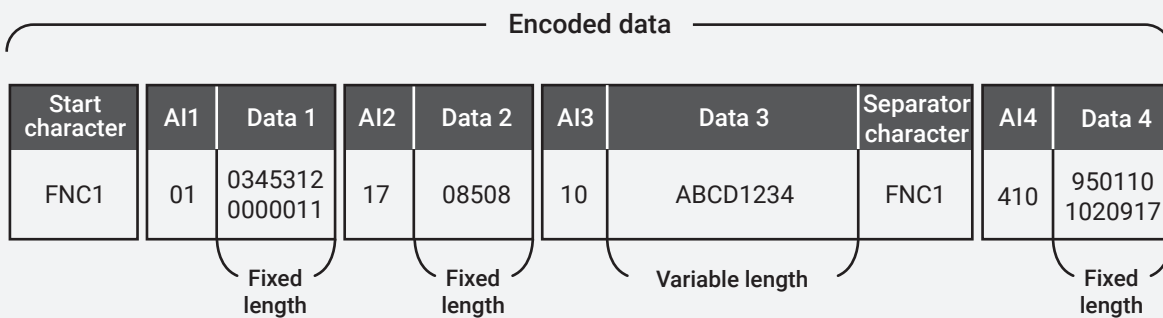 Encoded data
Start
character
AI1
Data 1
AI2
Data 2
AI3
Data 3
Separator
character
AI4
Data 4
FNC1
01
0345312
0000011
17
08508
10
ABCD1234
FNC1
410
950110
1020917
Fixed
length
Fixed
length
Variable length
Fixed
length